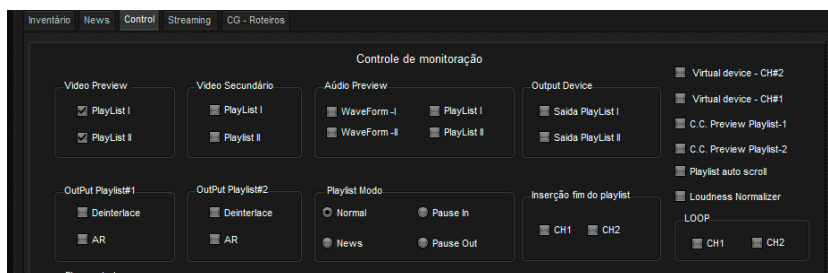 Inventário News Control Streaming CG - Roteiros
Controle de monitoração
Video Preview
PlayList I
PlayList II
Video Secundário
PlayList I
Playlist II
Aúdio Preview
WaveForm -I PlayList I
WaveForm -II PlayList II
Output Device
Saida PlayList I
Saida PlayList II
Virtual device - CH#2
Virtual device - CH#1
C.C. Preview Playlist-1
C.C. Preview Playlist-2
Playlist auto scroll
Loudness Normalizer
OutPut Playlist#1
Deinterlace
AR
OutPut Playlist#2
Deinterlace
AR
Playlist Modo
Normal Pause In
News Pause Out
Inserção fim do playlist
CH1 CH2
LOOP
CH1 CH2